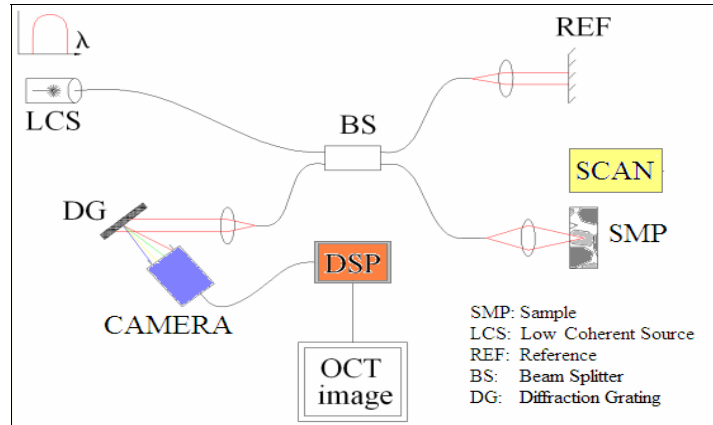 λ
REF
LCS
BS
SCAN
DG
SMP
DSP
CAMERA
OCT
image
SMP: Sample
LCS: Low Coherent Source
REF: Reference
BS: Beam Splitter
DG: Diffraction Grating